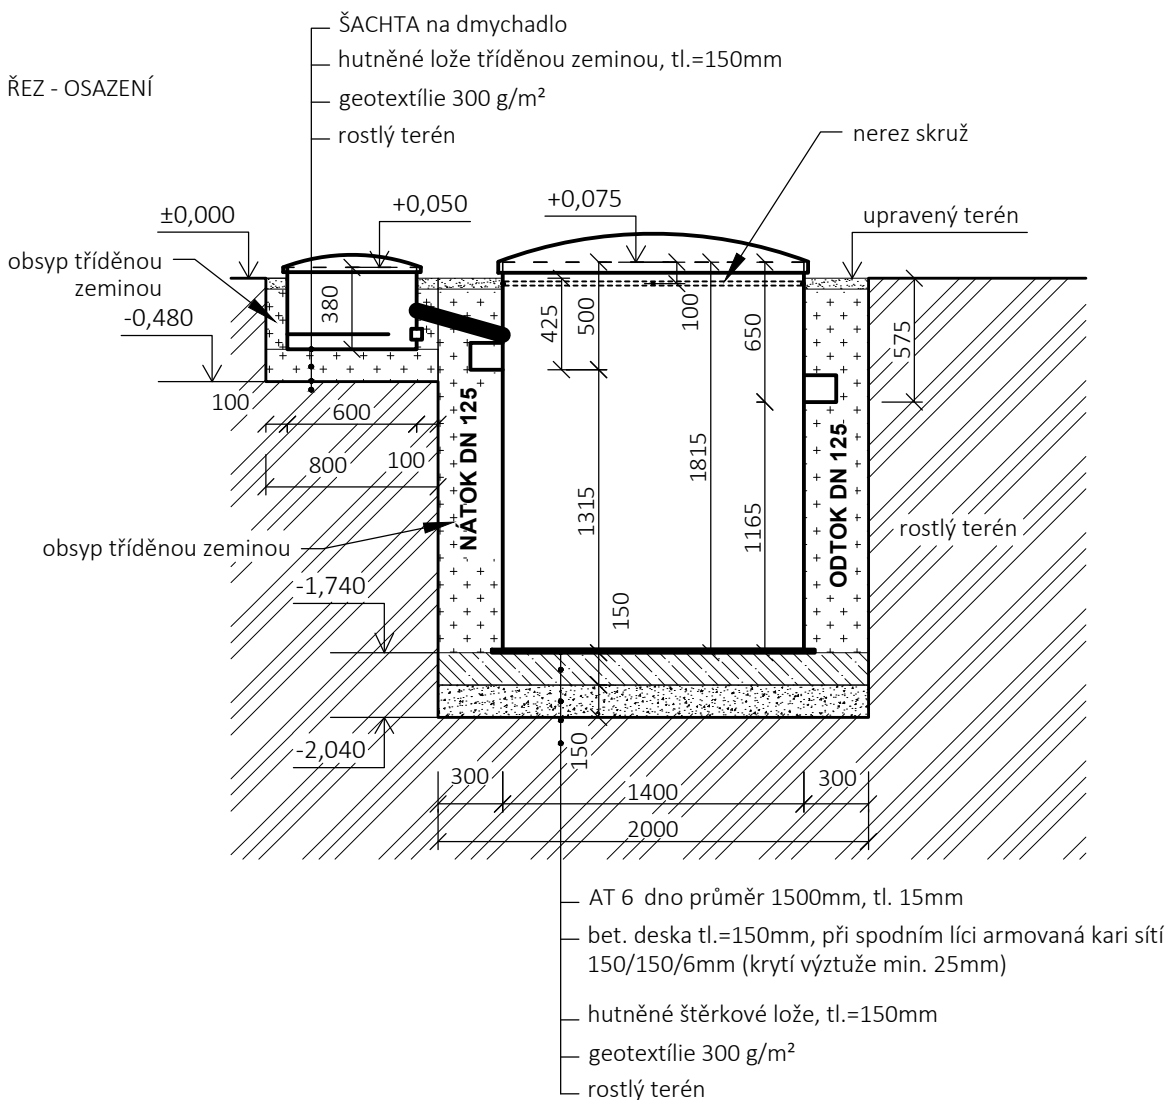 ŠACHTA na dmychadlo
hutněné lože tříděnou zeminou, tl.=150mm
ŘEZ - OSAZENÍ
geotextílie 300 g/m²
rostlý terén
nerez skruž
±0,000
+0,050
+0,075
upravený terén
obsyp tříděnou
zeminou
-0,480
380
425
500
100
650
575
100
600
800
100
NÁTOK DN 125
1315
1815
1165
ODTOK DN 125
rostlý terén
obsyp tříděnou zeminou
-1,740
150
-2,040
150
300
1400
300
2000
AT 6 dno průměr 1500mm, tl. 15mm
bet. deska tl.=150mm, při spodním líci armovaná kari sítí
150/150/6mm (krytí výztuže min. 25mm)
hutněné štěrkové lože, tl.=150mm
geotextílie 300 g/m²
rostlý terén